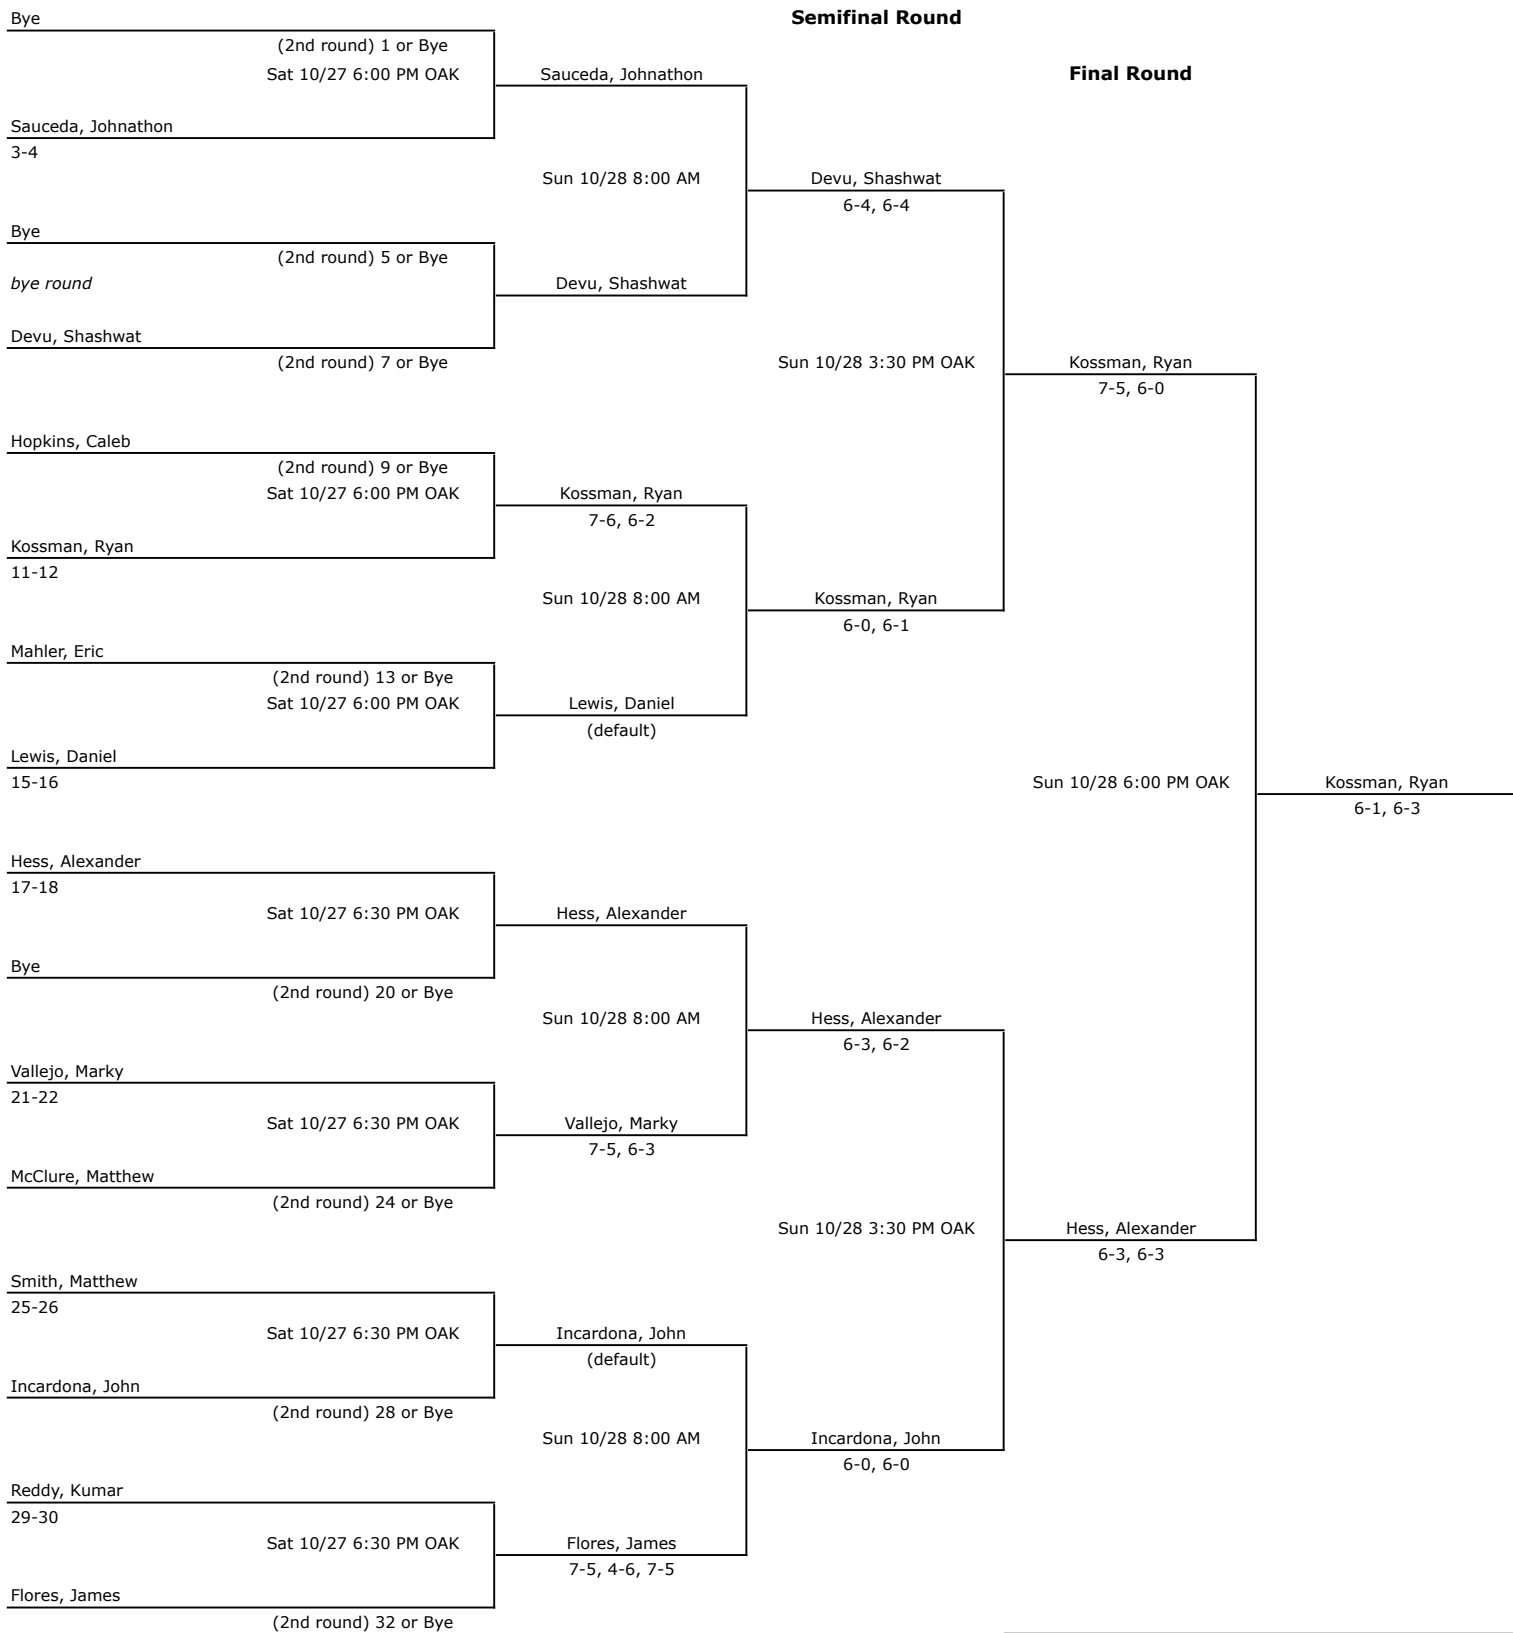 Bye
Semifinal Round
(2nd round) 1 or Bye
Sat 10/27 6:00 PM OAK
Sauceda, Johnathon
Final Round
Sauceda, Johnathon
3-4
Sun 10/28 8:00 AM
Devu, Shashwat
6-4, 6-4
Bye
(2nd round) 5 or Bye
bye round
Devu, Shashwat
Devu, Shashwat
(2nd round) 7 or Bye
Sun 10/28 3:30 PM OAK
Kossman, Ryan
7-5, 6-0
Hopkins, Caleb
(2nd round) 9 or Bye
Sat 10/27 6:00 PM OAK
Kossman, Ryan
7-6, 6-2
Kossman, Ryan
11-12
Sun 10/28 8:00 AM
Kossman, Ryan
6-0, 6-1
Mahler, Eric
(2nd round) 13 or Bye
Sat 10/27 6:00 PM OAK
Lewis, Daniel
(default)
Lewis, Daniel
15-16
Sun 10/28 6:00 PM OAK
Kossman, Ryan
6-1, 6-3
Hess, Alexander
17-18
Sat 10/27 6:30 PM OAK
Hess, Alexander
Bye
(2nd round) 20 or Bye
Sun 10/28 8:00 AM
Hess, Alexander
6-3, 6-2
Vallejo, Marky
21-22
Sat 10/27 6:30 PM OAK
Vallejo, Marky
7-5, 6-3
McClure, Matthew
(2nd round) 24 or Bye
Sun 10/28 3:30 PM OAK
Hess, Alexander
6-3, 6-3
Smith, Matthew
25-26
Sat 10/27 6:30 PM OAK
Incardona, John
(default)
Incardona, John
(2nd round) 28 or Bye
Sun 10/28 8:00 AM
Incardona, John
6-0, 6-0
Reddy, Kumar
29-30
Sat 10/27 6:30 PM OAK
Flores, James
7-5, 4-6, 7-5
Flores, James
(2nd round) 32 or Bye